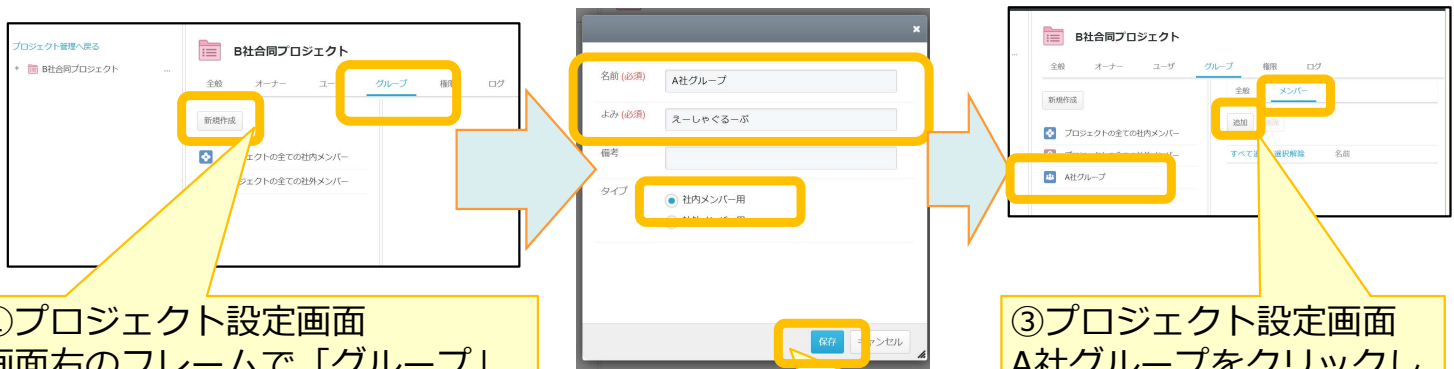 プロジェクト管理へ戻る
B社合同プロジェクト ...
B社合同プロジェクト
全般 オーナー ユー グループ 権限 ログ
新規作成
ェクトの全ての社内メンバー
ジェクトの全ての社外メンバー
①プロジェクト設定画面
画面右のフレームで「グループ」
×
名前 (必須) A社グループ
よみ (必須) えーしゃぐるーぷ
備考
タイプ
社内メンバー用
保存 キャンセル
...
B社合同プロジェクト
全般 オーナー ユーザ グループ 権限 ログ
新規作成
プロジェクトの全ての社内メンバー
A社グループ
全般 メンバー
追加
すべて選 選択解除 名前
③プロジェクト設定画面
A社グループをクリックし